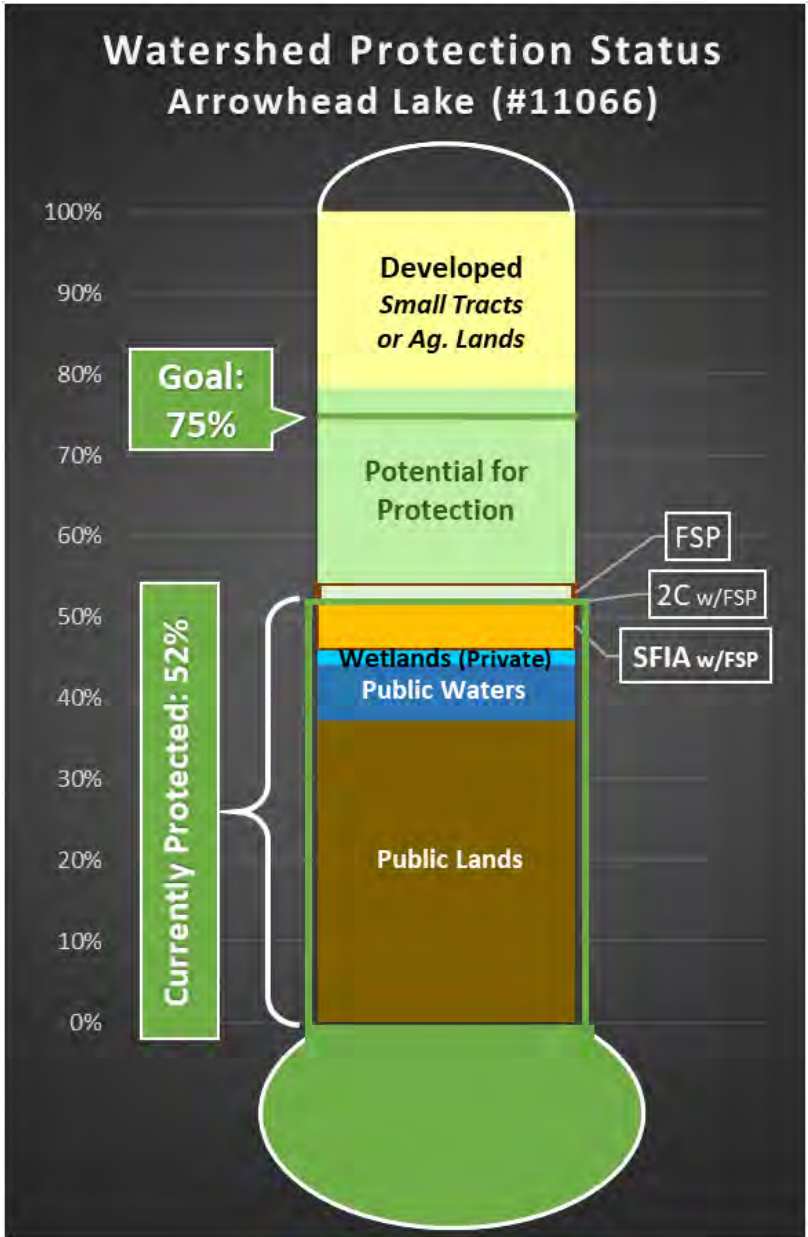 Watershed Protection Status
Arrowhead Lake (#11066)
100%
90%
80%
70%
60%
50%
40%
30%
20%
10%
0%
Developed
Small Tracts
or Ag. Lands
Goal:
75%
Potential for
Protection
FSP
2C w/FSP
SFIA w/FSP
Wetlands (Private)
Public Waters
Public Lands
Currently Protected: 52%